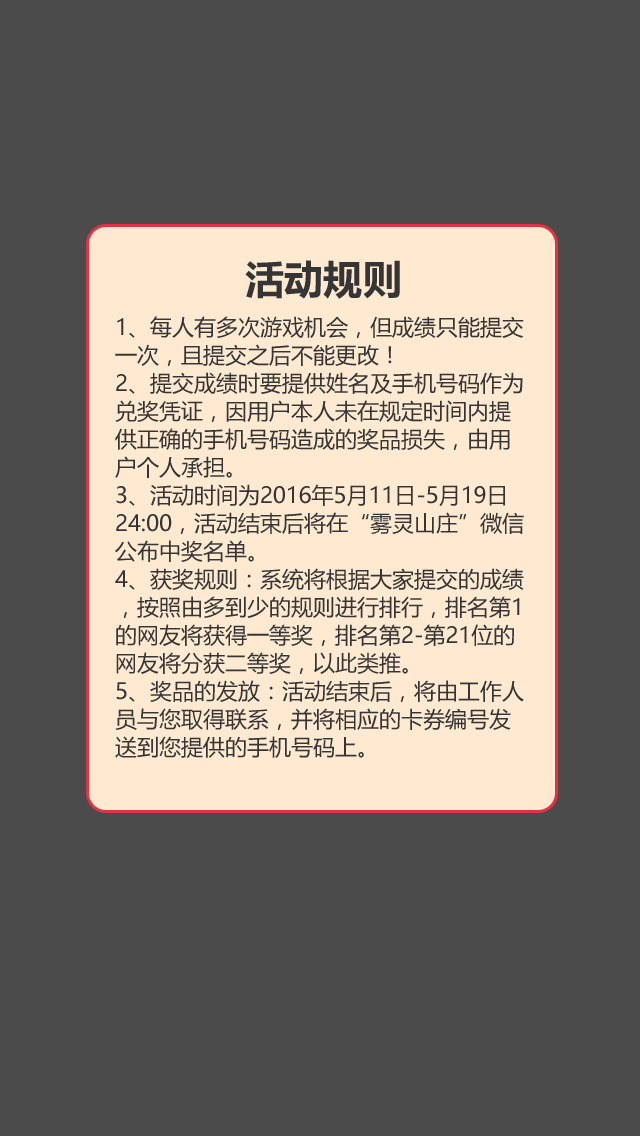 活动规则
1、每人有多次游戏机会，但成绩只能提交
一次，且提交之后不能更改！
2、提交成绩时要提供姓名及手机号码作为
兑奖凭证，因用户本人未在规定时间内提
供正确的手机号码造成的奖品损失，由用
户个人承担。
3、活动时间为2016年5月11日-5月19日
24:00，活动结束后将在“雾灵山庄”微信
公布中奖名单。
4、获奖规则：系统将根据大家提交的成绩
，按照由多到少的规则进行排行，排名第1
的网友将获得一等奖，排名第2-第21位的
网友将分获二等奖，以此类推。
5、奖品的发放：活动结束后，将由工作人
员与您取得联系，并将相应的卡券编号发
送到您提供的手机号码上。